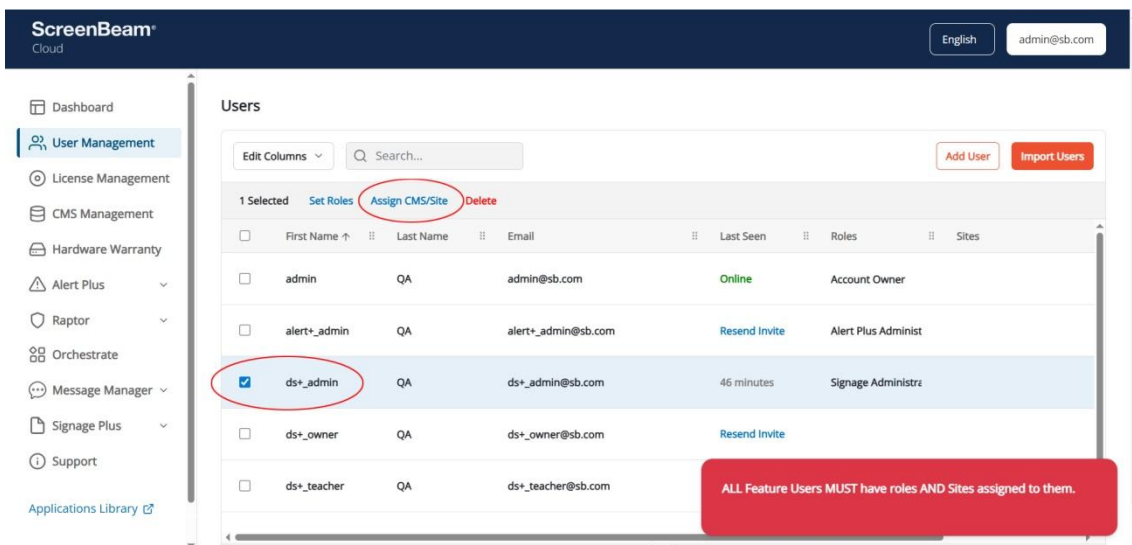 ScreenBeam®
Cloud
English
admin@sb.com
Dashboard
User Management
License Management
CMS Management
Hardware Warranty
Alert Plus
Raptor
Orchestrate
Message Manager
Signage Plus
Support
Applications Library
Users
Edit Columns
Search...
Add User
Import Users
1 Selected Set Roles Assign CMS/Site Delete
First Name ↑ Last Name Email Last Seen Roles Sites
admin QA admin@sb.com Online Account Owner
alert+_admin QA alert+_admin@sb.com Resend Invite Alert Plus Administ
ds+_admin QA ds+_admin@sb.com 46 minutes Signage Administra
ds+_owner QA ds+_owner@sb.com Resend Invite
ds+_teacher QA ds+_teacher@sb.com
ALL Feature Users MUST have roles AND Sites assigned to them.